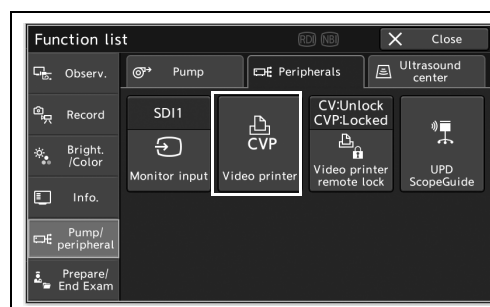 Function list
RDI NBI
Close
Observ.
Pump
Peripherals
Ultrasound
center
Record
SDI1
Monitor input
CVP
Video printer
CV:Unlock
CVP:Locked
Video printer
remote lock
UPD
ScopeGuide
Bright.
/Color
Info.
Pump/
peripheral
Prepare/
End Exam